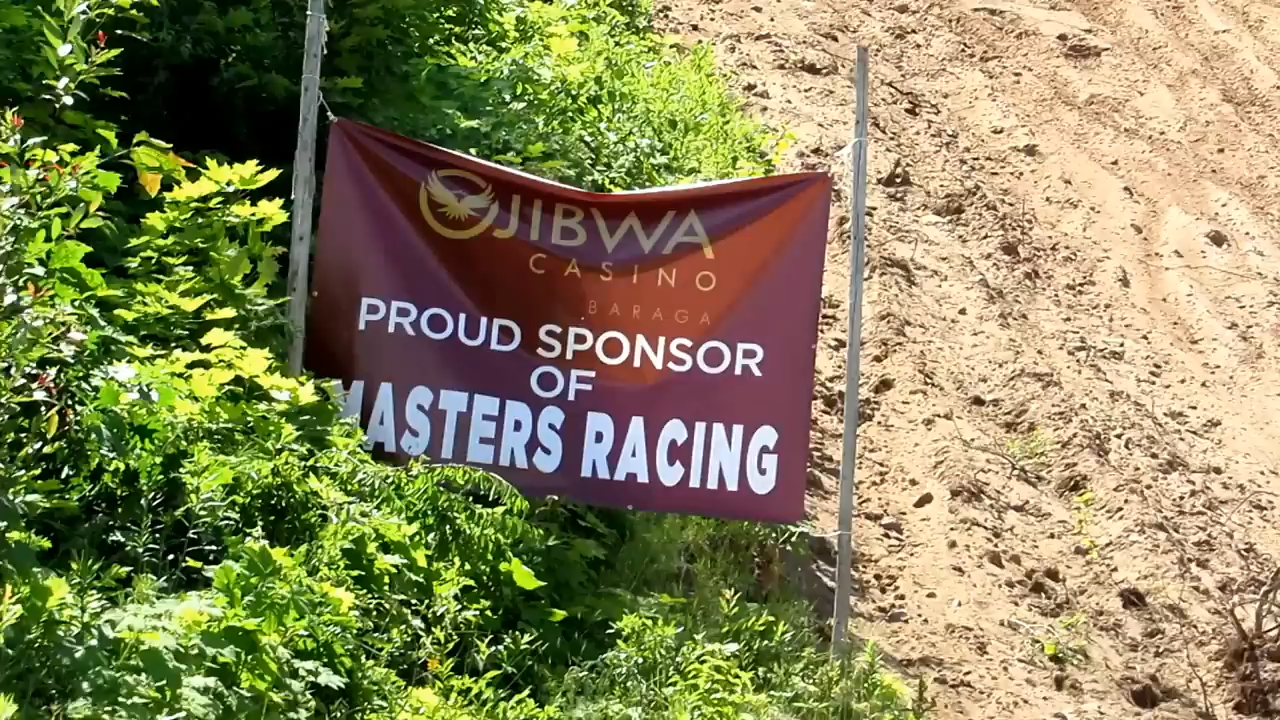 OJIBWA
CASINO
BARAGA
PROUD SPONSOR
OF
MASTERS RACING